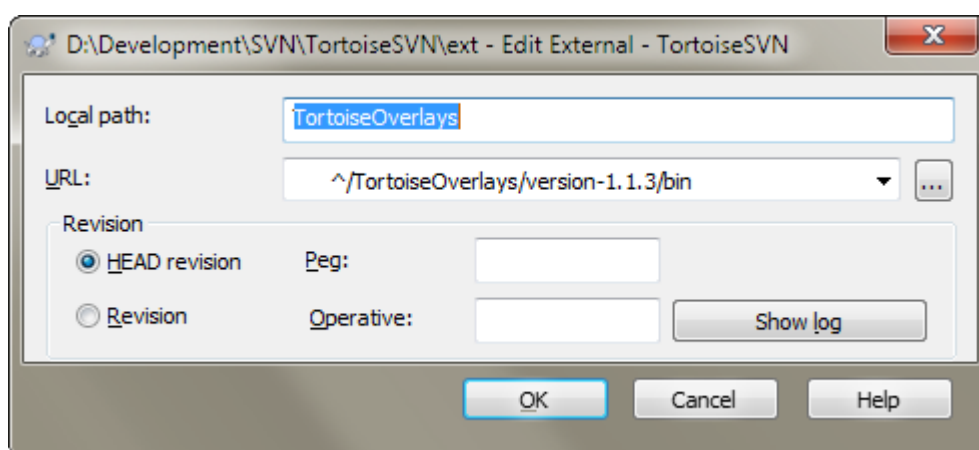 D:\Development\SVN\TortoiseSVN\ext - Edit External - TortoiseSVN
Local path: TortoiseOverlays
URL: ^/TortoiseOverlays/version-1.1.3/bin ...
Revision
HEAD revision Peg:
Revision Operative: Show log
OK Cancel Help